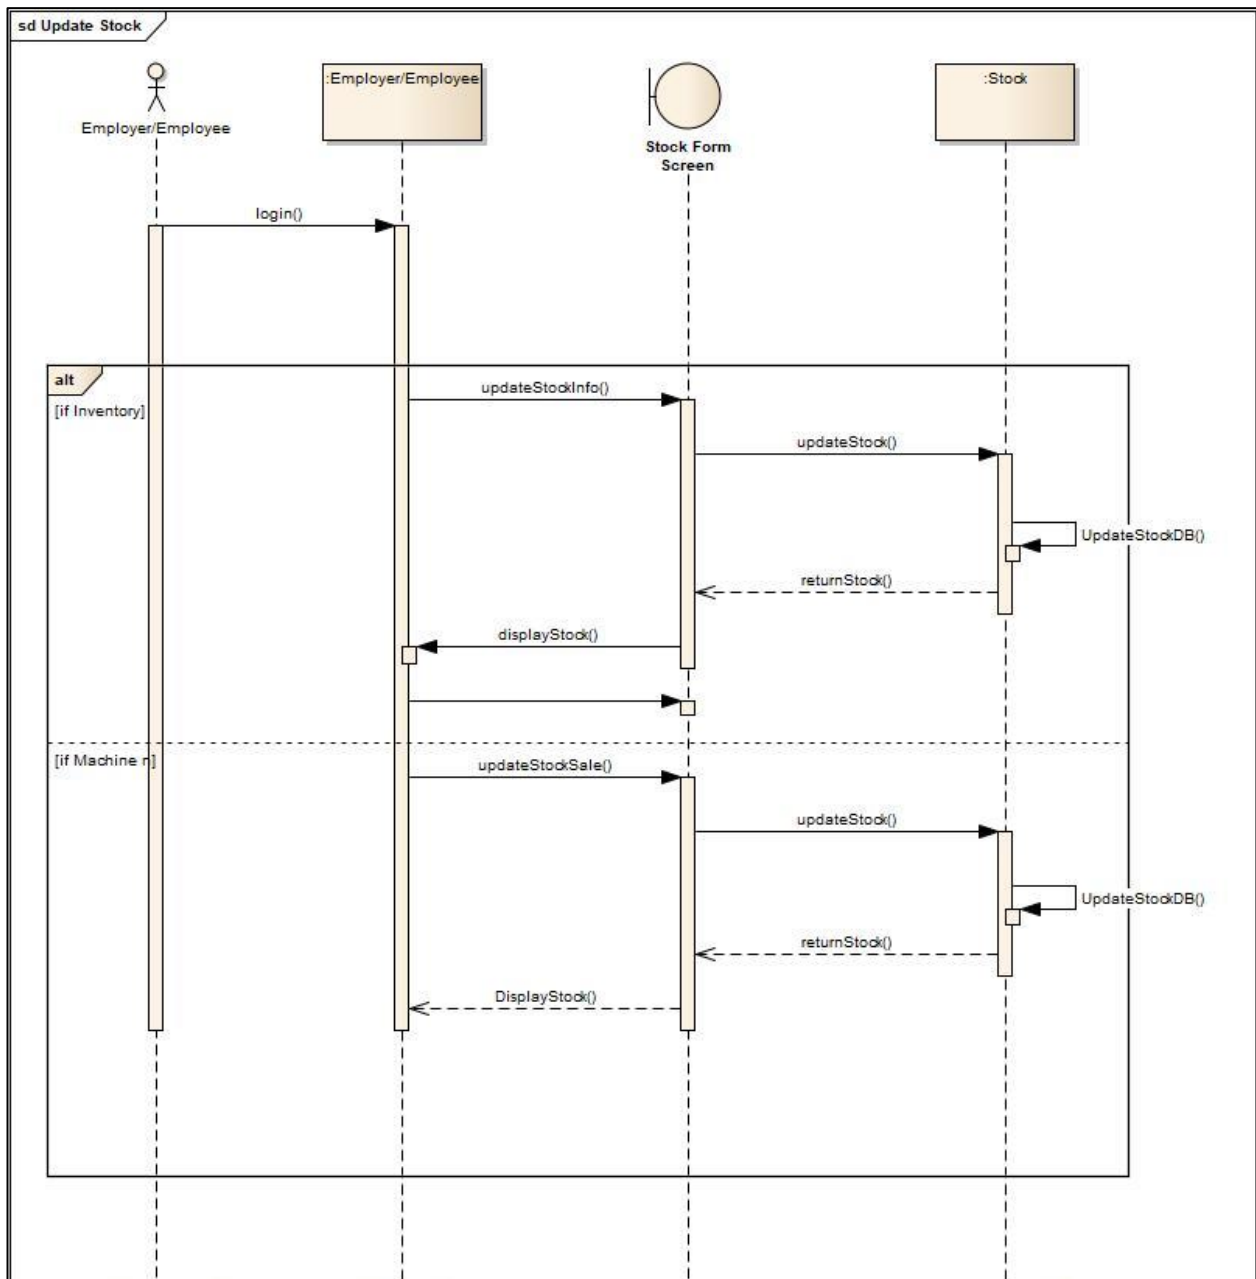 sd Update Stock
:Employer/Employee
:Stock
Employer/Employee
Stock Form
Screen
login()
alt
[if Inventory]
updateStockInfo()
updateStock()
UpdateStockDB()
returnStock()
displayStock()
[if Machine n]
updateStockSale()
updateStock()
UpdateStockDB()
returnStock()
DisplayStock()